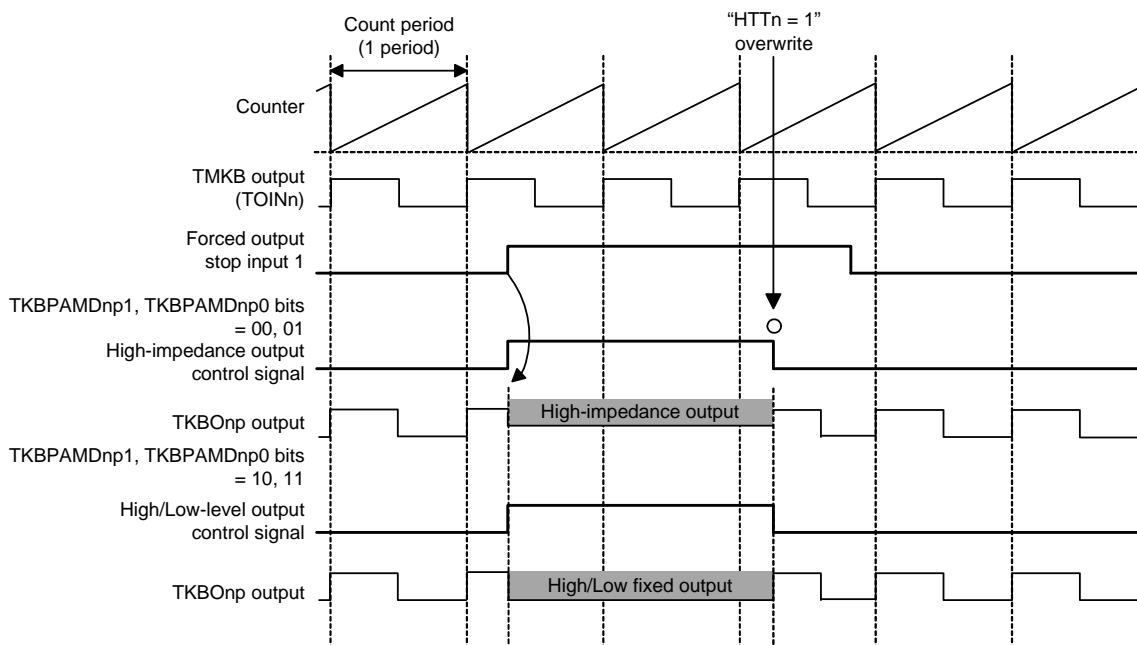 Count period
(1 period)
“HTTn = 1”
overwrite
Counter
TMKB output
(TOINn)
Forced output
stop input 1
TKBPAMDnp1, TKBPAMDnp0 bits
= 00, 01
High-impedance output
control signal
TKBOnp output
High-impedance output
TKBPAMDnp1, TKBPAMDnp0 bits
= 10, 11
High/Low-level output
control signal
TKBOnp output
High/Low fixed output